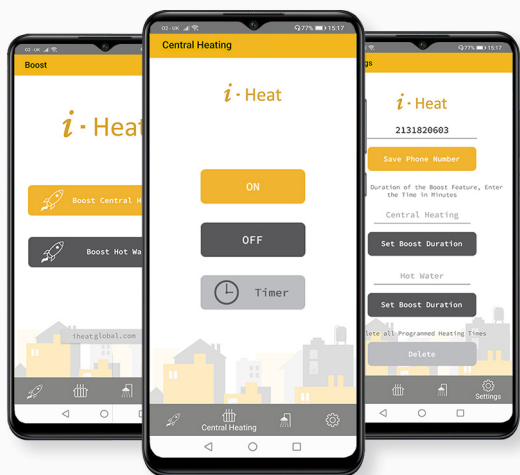 02-UK
Boost
i-Heat
Boost Central H
Boost Hot Wa
iheatglobal.com
02-UK 77% 15:17
Central Heating
i-Heat
ON
OFF
Timer
Central Heating
77% 15:17
gs
i-Heat
2131820603
Save Phone Number
Duration of the Boost Feature, Enter
the Time in Minutes
Central Heating
Set Boost Duration
Hot Water
Set Boost Duration
lete all Programmed Heating Times
Delete
Settings